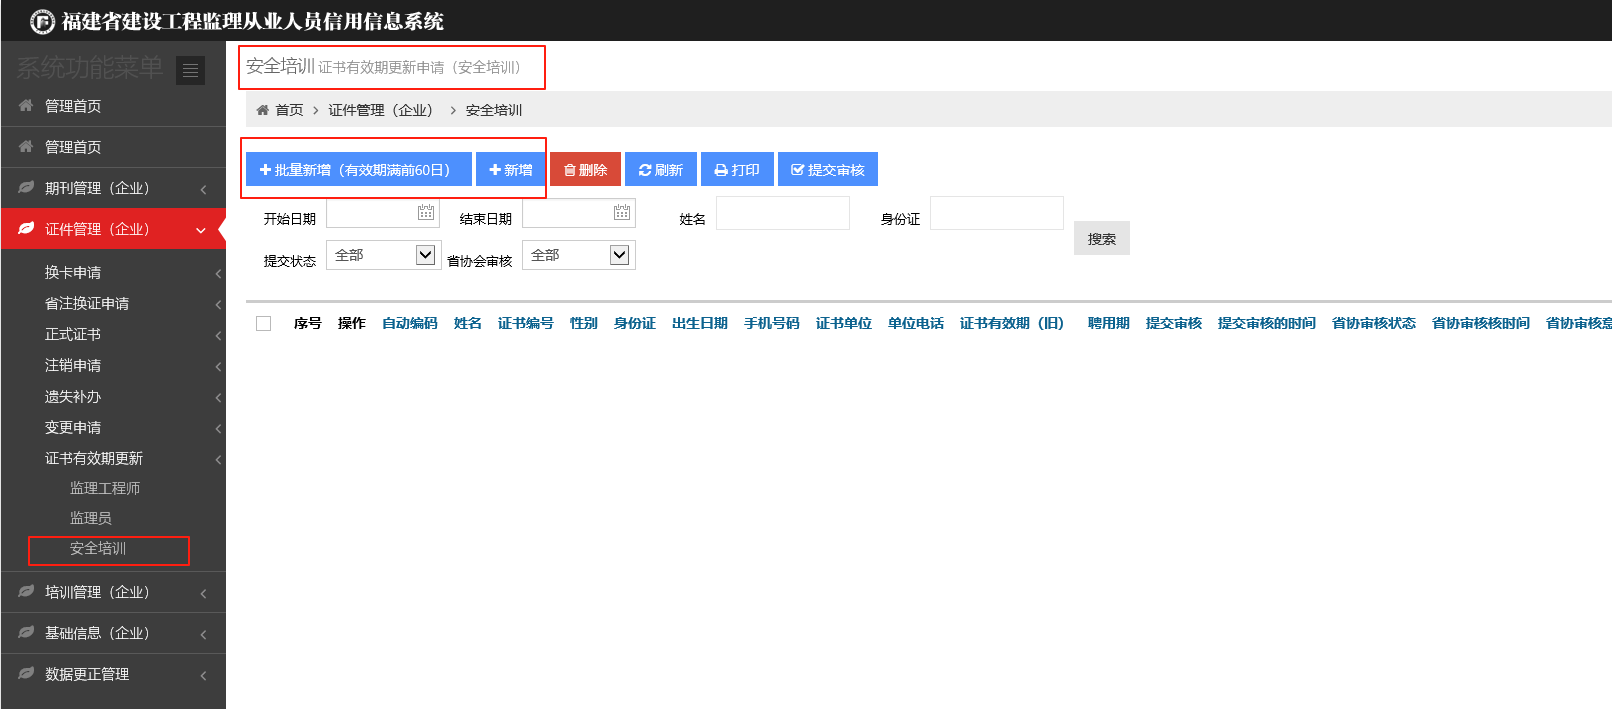 福建省建设工程监理从业人员信用信息系统
系统功能菜单
管理首页
管理首页
期刊管理（企业）
证件管理（企业）
换卡申请
省注换证申请
正式证书
注销申请
遗失补办
变更申请
证书有效期更新
监理工程师
监理员
安全培训
培训管理（企业）
基础信息（企业）
数据更正管理
安全培训 证书有效期更新申请（安全培训）
首页 > 证件管理（企业） > 安全培训
批量新增（有效期满前60日） 新增 删除 刷新 打印 提交审核
开始日期 结束日期 姓名 身份证
搜索
提交状态 全部 省协会审核 全部
序号 操作 自动编码 姓名 证书编号 性别 身份证 出生日期 手机号码 证书单位 单位电话 证书有效期（旧） 聘用期 提交审核 提交审核的时间 省协审核状态 省协审核核时间 省协审核意